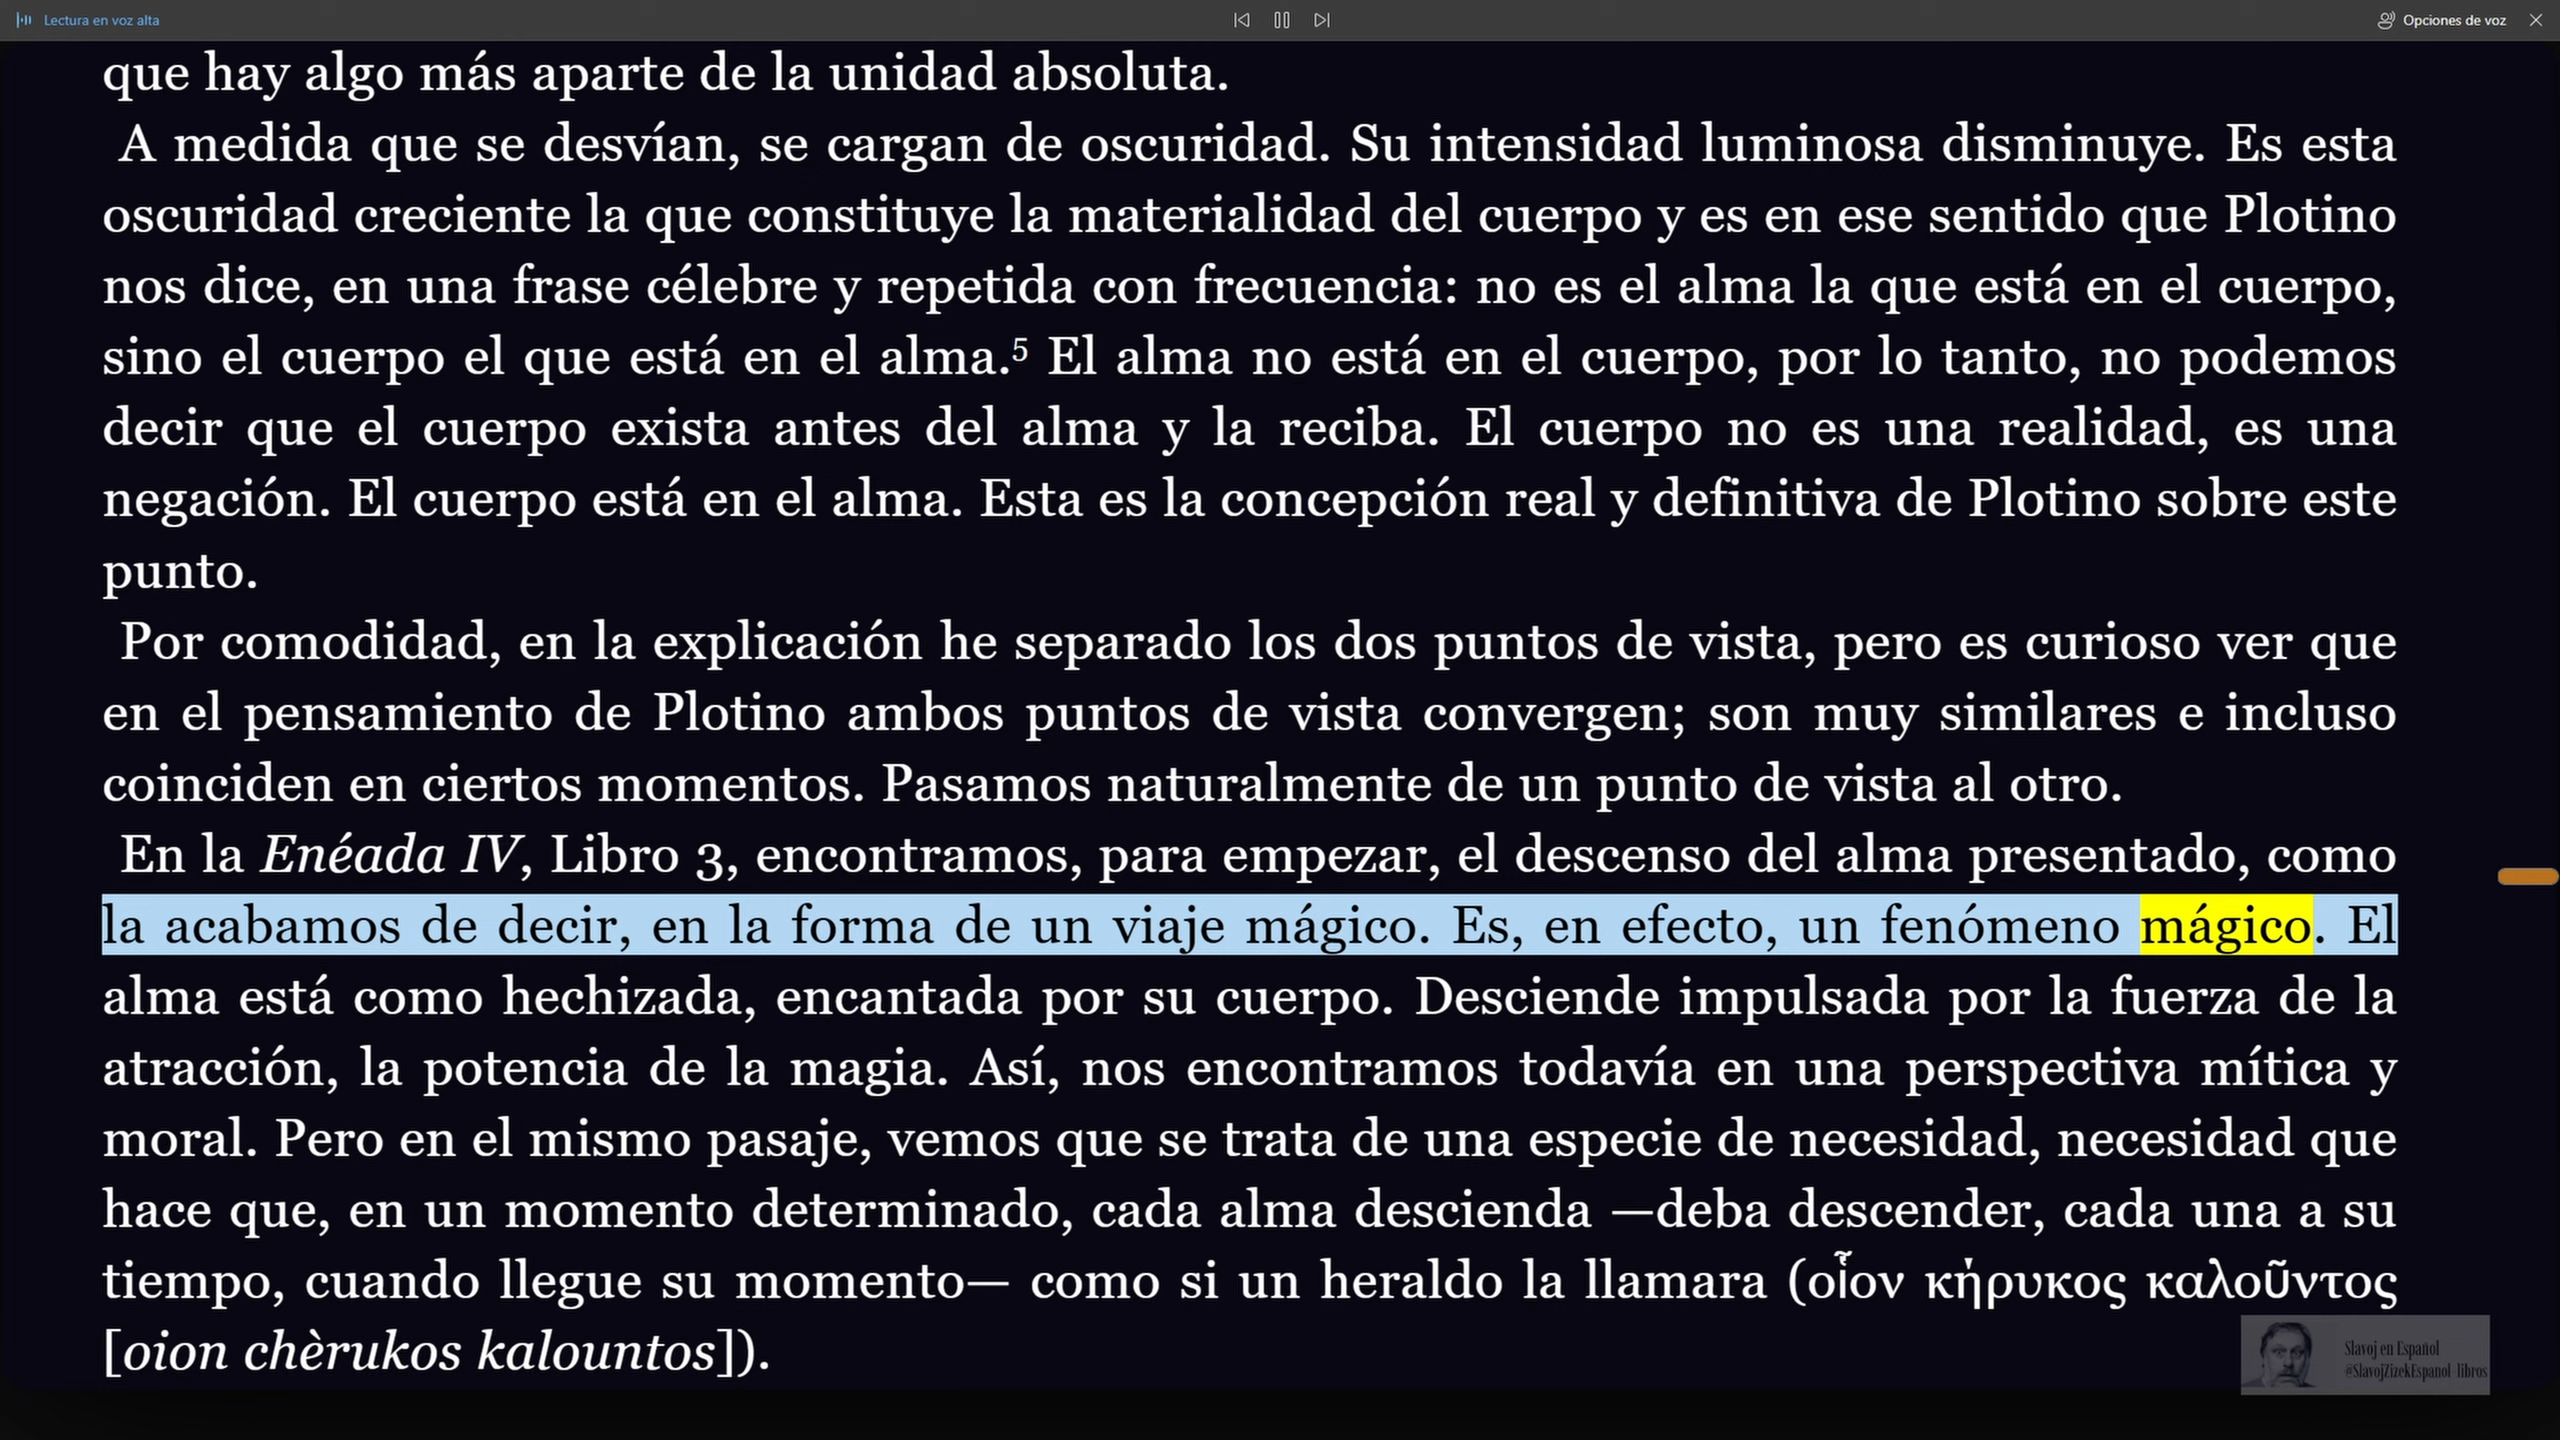 Lectura en voz alta
Opciones de voz
que hay algo más aparte de la unidad absoluta.
A medida que se desvían, se cargan de oscuridad. Su intensidad luminosa disminuye. Es esta
oscuridad creciente la que constituye la materialidad del cuerpo y es en ese sentido que Plotino
nos dice, en una frase célebre y repetida con frecuencia: no es el alma la que está en el cuerpo,
sino el cuerpo el que está en el alma.⁵ El alma no está en el cuerpo, por lo tanto, no podemos
decir que el cuerpo exista antes del alma y la reciba. El cuerpo no es una realidad, es una
negación. El cuerpo está en el alma. Esta es la concepción real y definitiva de Plotino sobre este
punto.
Por comodidad, en la explicación he separado los dos puntos de vista, pero es curioso ver que
en el pensamiento de Plotino ambos puntos de vista convergen; son muy similares e incluso
coinciden en ciertos momentos. Pasamos naturalmente de un punto de vista al otro.
En la Enéada IV, Libro 3, encontramos, para empezar, el descenso del alma presentado, como
la acabamos de decir, en la forma de un viaje mágico. Es, en efecto, un fenómeno mágico. El
alma está como hechizada, encantada por su cuerpo. Desciende impulsada por la fuerza de la
atracción, la potencia de la magia. Así, nos encontramos todavía en una perspectiva mítica y
moral. Pero en el mismo pasaje, vemos que se trata de una especie de necesidad, necesidad que
hace que, en un momento determinado, cada alma descienda —deba descender, cada una a su
tiempo, cuando llegue su momento— como si un heraldo la llamara (οἷον κήρυκος καλοῦντος
[oion chèrukos kalountos]).
Slavoj en Español
@SlavojZizekEspanol-libros